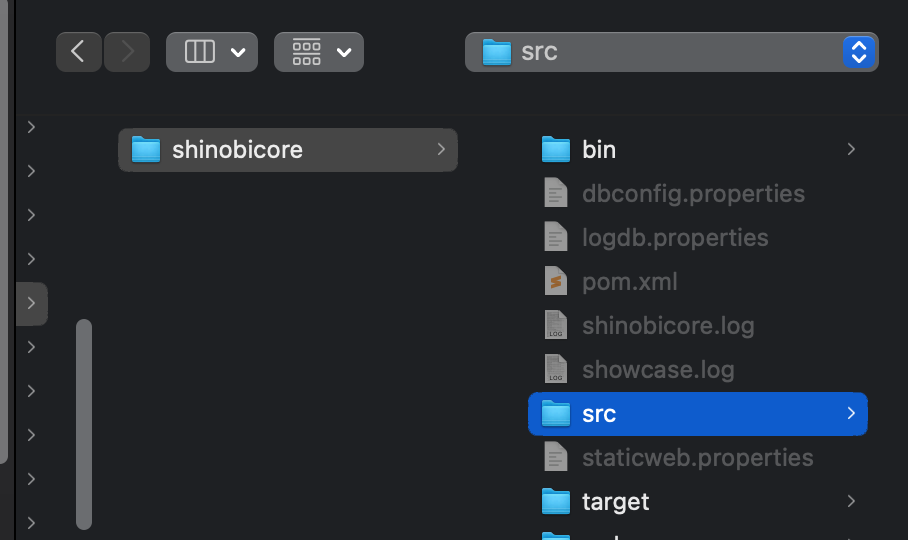 src
shinobicore
bin
dbconfig.properties
logdb.properties
pom.xml
shinobicore.log
showcase.log
src
staticweb.properties
target